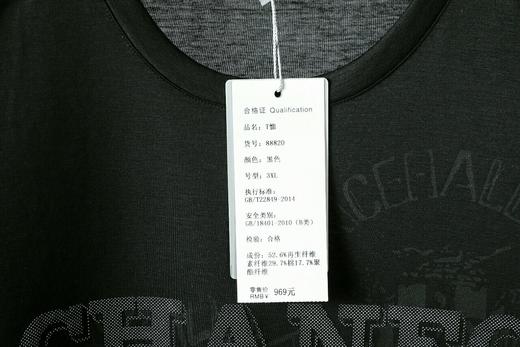 合格证 Qualification
品名：T恤
货号：88820
颜色：黑色
号型：3XL
执行标准：
GB/T22849-2014
安全类别：
GB/18401-2010（B类）
检验：合格
成份：52.6%再生纤维
素纤维29.7%棉17.7%聚
酯纤维
零售价
RMB¥ 969元